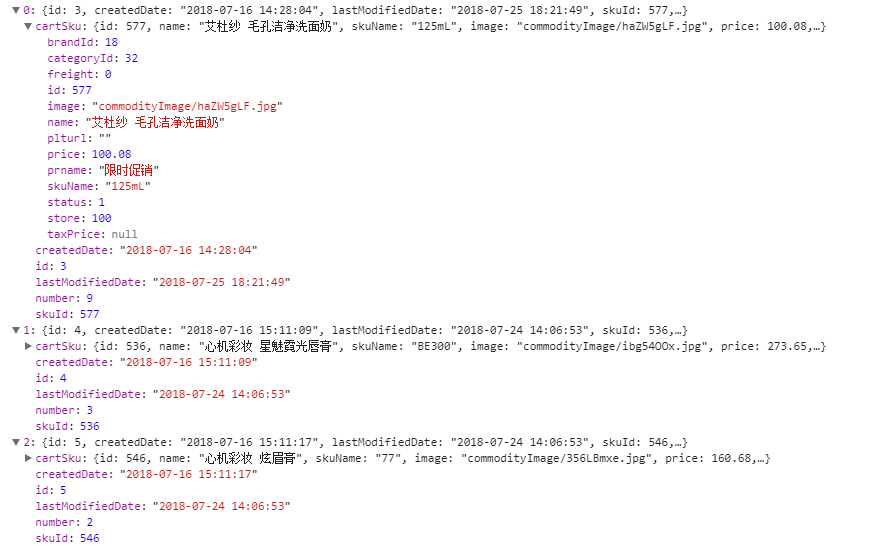 0: {id: 3, createdDate: "2018-07-16 14:28:04", lastModifiedDate: "2018-07-25 18:21:49", skuId: 577,…}
cartSku: {id: 577, name: "艾杜纱 毛孔洁净洗面奶", skuName: "125mL", image: "commodityImage/haZW5gLF.jpg", price: 100.08,…}
brandId: 18
categoryId: 32
freight: 0
id: 577
image: "commodityImage/haZW5gLF.jpg"
name: "艾杜纱 毛孔洁净洗面奶"
plturl: ""
price: 100.08
prname: "限时促销"
skuName: "125mL"
status: 1
store: 100
taxPrice: null
createdDate: "2018-07-16 14:28:04"
id: 3
lastModifiedDate: "2018-07-25 18:21:49"
number: 9
skuId: 577
1: {id: 4, createdDate: "2018-07-16 15:11:09", lastModifiedDate: "2018-07-24 14:06:53", skuId: 536,…}
cartSku: {id: 536, name: "心机彩妆 星魅霓光唇膏", skuName: "BE300", image: "commodityImage/ibg54OOx.jpg", price: 273.65,…}
createdDate: "2018-07-16 15:11:09"
id: 4
lastModifiedDate: "2018-07-24 14:06:53"
number: 3
skuId: 536
2: {id: 5, createdDate: "2018-07-16 15:11:17", lastModifiedDate: "2018-07-24 14:06:53", skuId: 546,…}
cartSku: {id: 546, name: "心机彩妆 炫眉膏", skuName: "77", image: "commodityImage/356LBmxe.jpg", price: 160.68,…}
createdDate: "2018-07-16 15:11:17"
id: 5
lastModifiedDate: "2018-07-24 14:06:53"
number: 2
skuId: 546